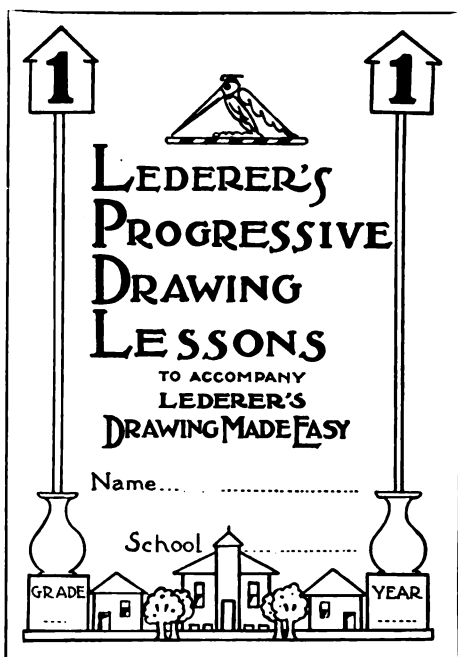 1 1
LEDERER'S
PROGRESSIVE
DRAWING
LESSONS
TO ACCOMPANY
LEDERER'S
DRAWING MADE EASY
Name... ....................
School ....................
GRADE YEAR
.... .....